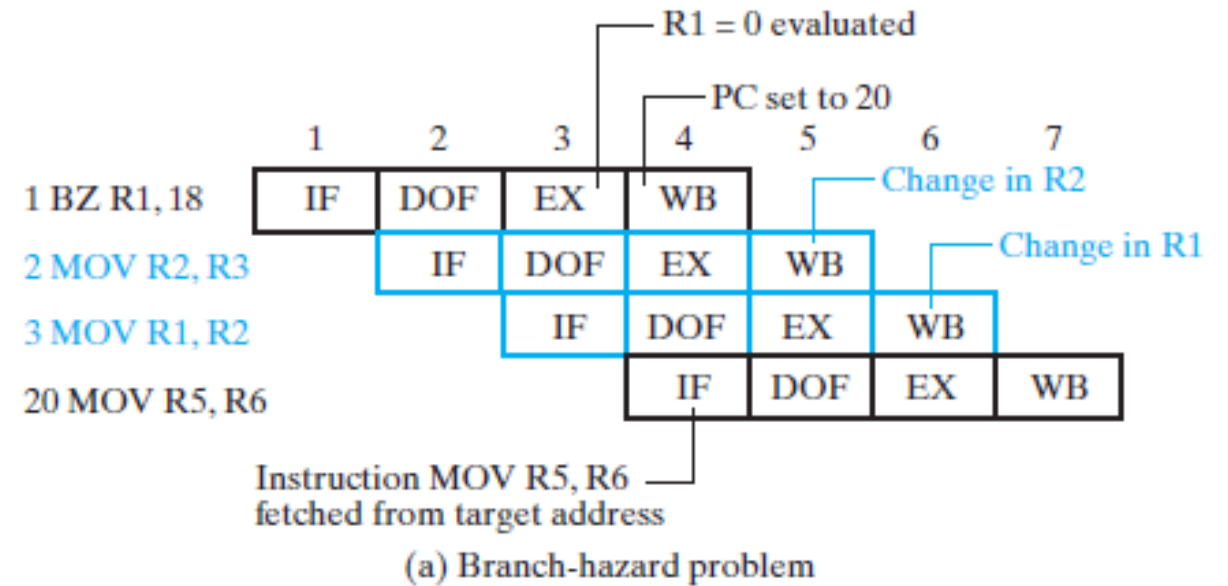 R1 = 0 evaluated
PC set to 20
1 2 3 4 5 6 7
1 BZ R1, 18 IF DOF EX WB
Change in R2
2 MOV R2, R3 IF DOF EX WB
Change in R1
3 MOV R1, R2 IF DOF EX WB
20 MOV R5, R6 IF DOF EX WB
Instruction MOV R5, R6
fetched from target address
(a) Branch-hazard problem